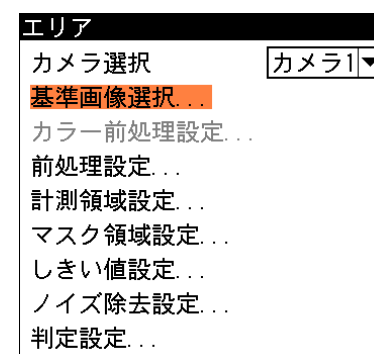 エリア
カメラ選択 カメラ1▼
基準画像選択...
カラー前処理設定...
前処理設定...
計測領域設定...
マスク領域設定...
しきい値設定...
ノイズ除去設定...
判定設定...